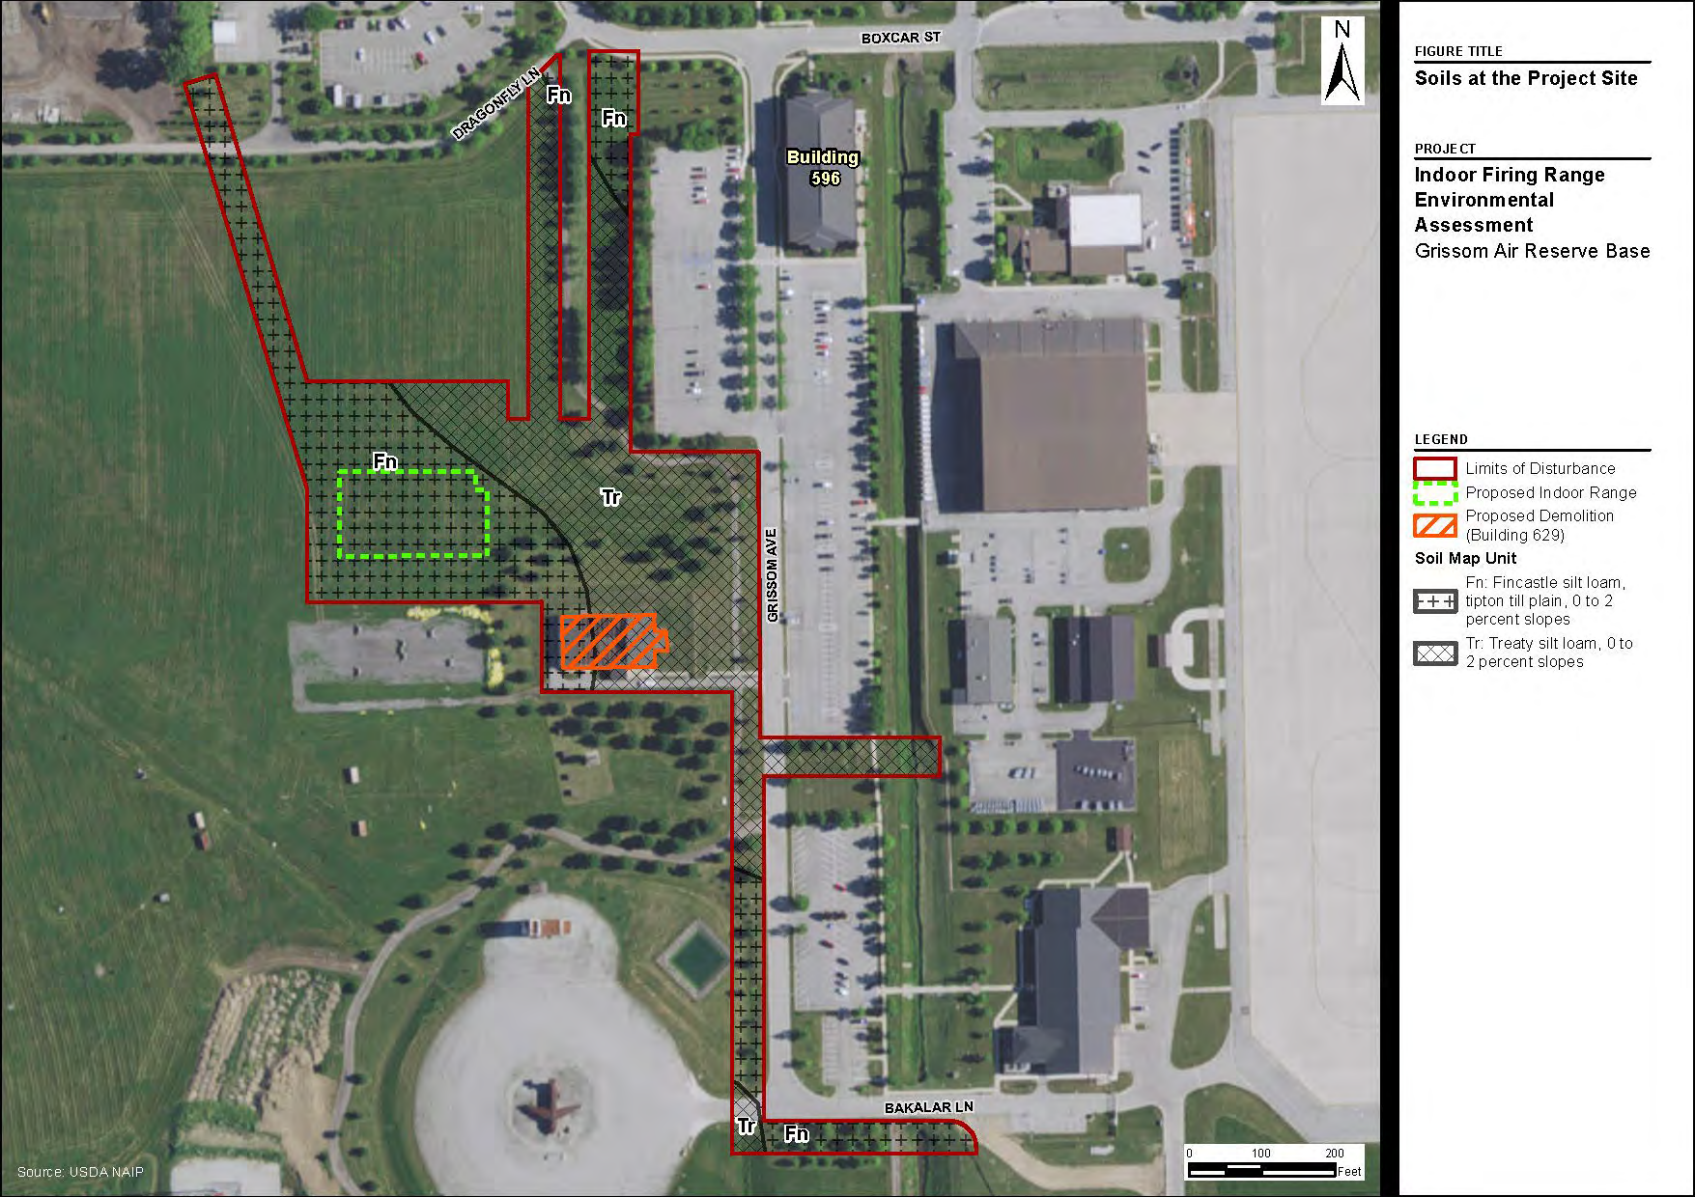 BOXCAR ST
DRAGONFLY LN
Fn
Fn
Building
596
Fn
Tr
GRISSOM AVE
BAKALAR LN
Tr
Fn
Source: USDA NAIP
N
0 100 200
Feet
FIGURE TITLE
Soils at the Project Site
PROJECT
Indoor Firing Range
Environmental
Assessment
Grissom Air Reserve Base
LEGEND
Limits of Disturbance
Proposed Indoor Range
Proposed Demolition
(Building 629)
Soil Map Unit
Fn: Fincastle silt loam,
tipton till plain, 0 to 2
percent slopes
Tr: Treaty silt loam, 0 to
2 percent slopes